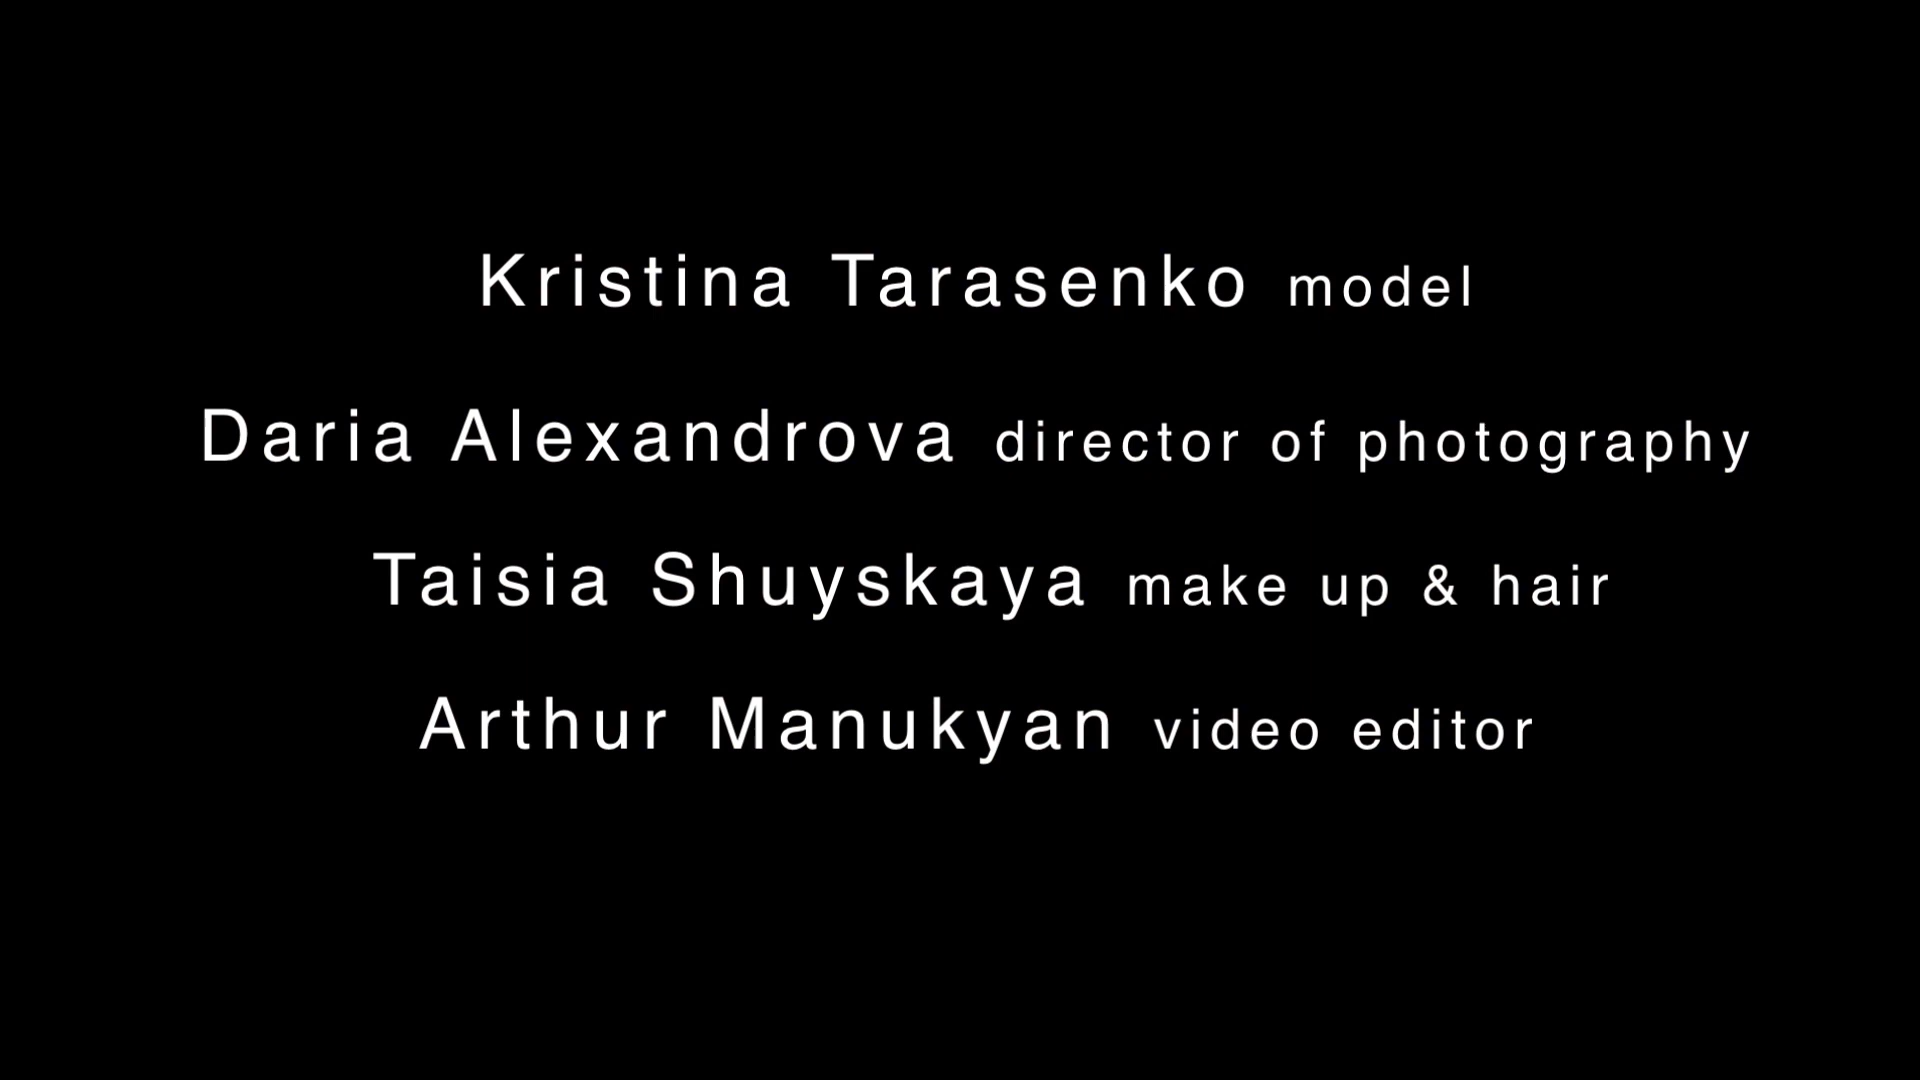 Kristina Tarasenko model
Daria Alexandrova director of photography
Taisia Shuyskaya make up & hair
Arthur Manukyan video editor